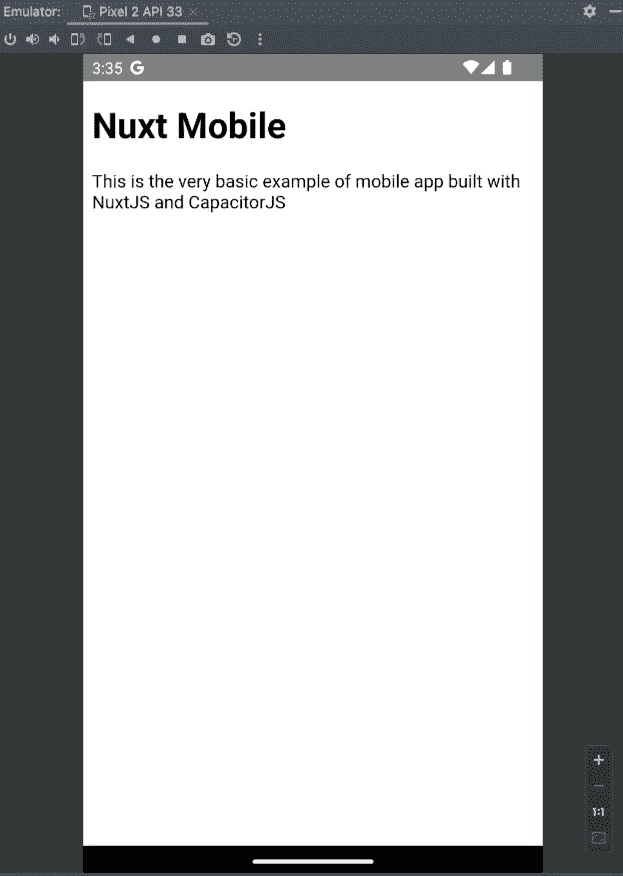 Emulator: Pixel 2 API 33
3:35 G
Nuxt Mobile
This is the very basic example of mobile app built with
NuxtJS and CapacitorJS
1:1